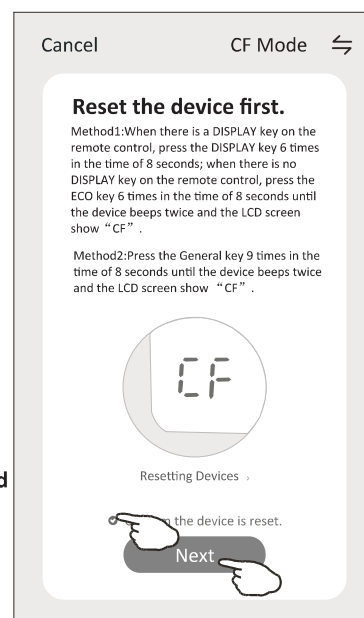 Cancel CF Mode
Reset the device first.
Method1:When there is a DISPLAY key on the
remote control, press the DISPLAY key 6 times
in the time of 8 seconds; when there is no
DISPLAY key on the remote control, press the
ECO key 6 times in the time of 8 seconds until
the device beeps twice and the LCD screen
show “CF”.
Method2:Press the General key 9 times in the
time of 8 seconds until the device beeps twice
and the LCD screen show “CF”.
CF
Resetting Devices >
the device is reset.
Next